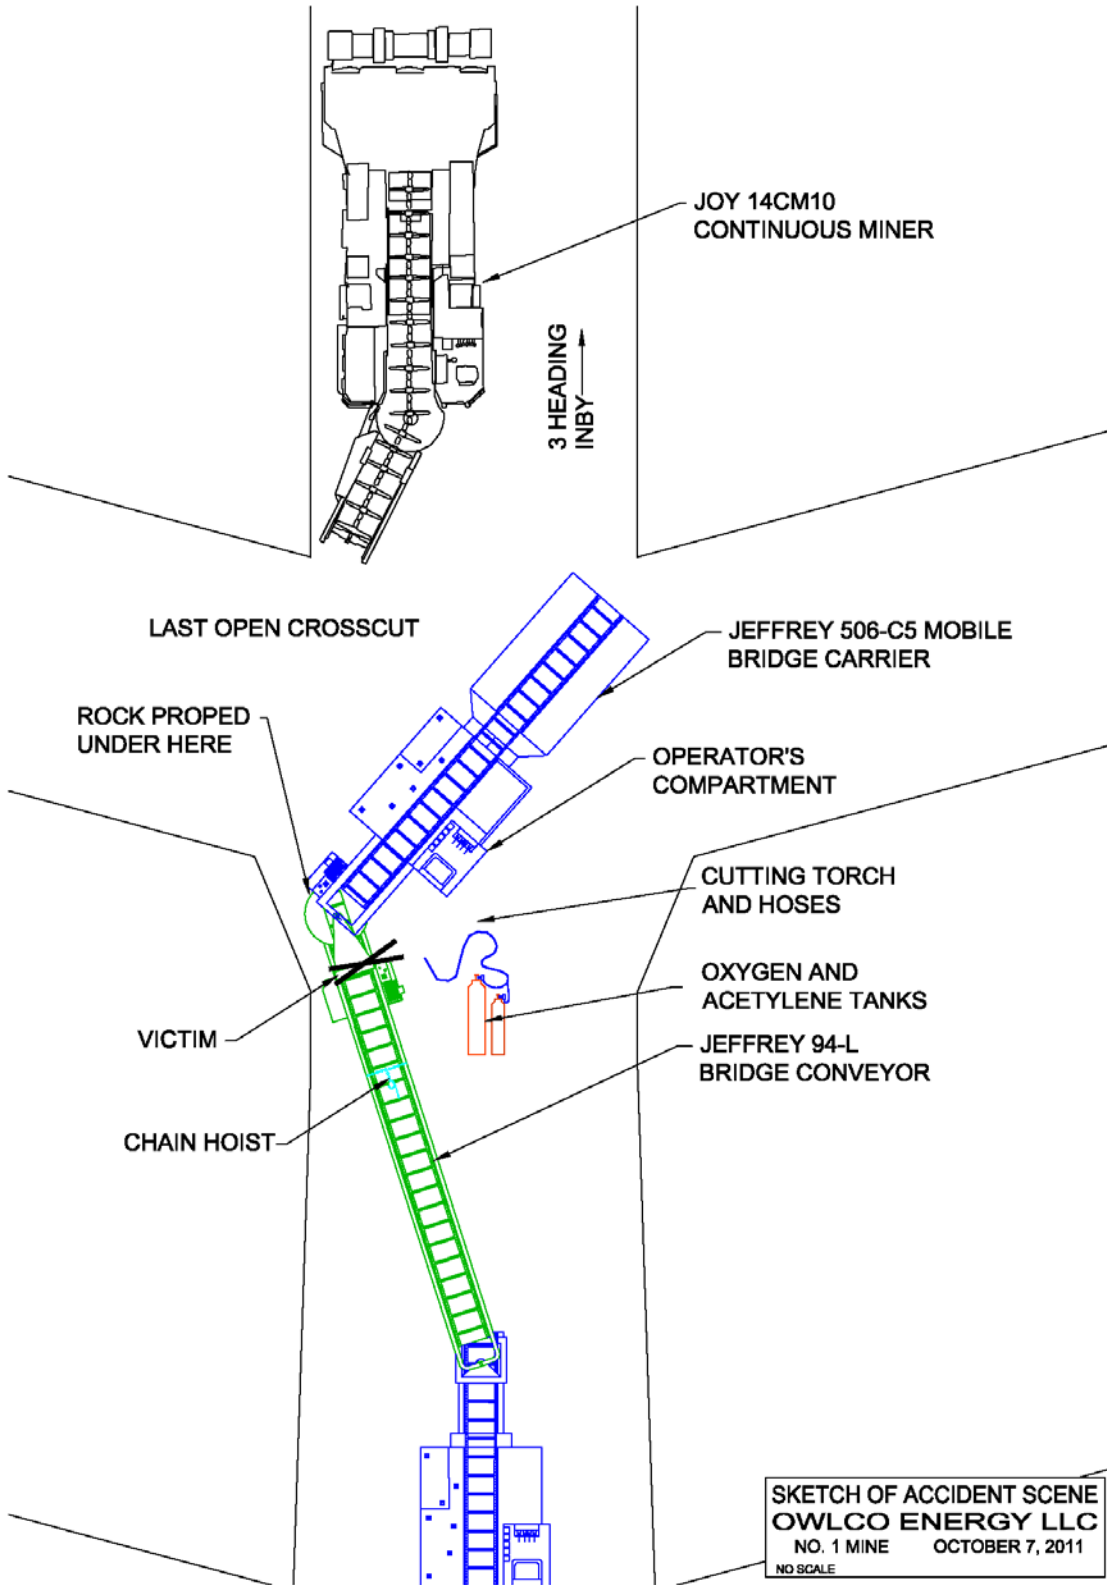 JOY 14CM10
CONTINUOUS MINER
3 HEADING
INBY
LAST OPEN CROSSCUT
JEFFREY 506-C5 MOBILE
BRIDGE CARRIER
ROCK PROPED
UNDER HERE
OPERATOR'S
COMPARTMENT
CUTTING TORCH
AND HOSES
OXYGEN AND
ACETYLENE TANKS
VICTIM
JEFFREY 94-L
BRIDGE CONVEYOR
CHAIN HOIST
SKETCH OF ACCIDENT SCENE
OWLCO ENERGY LLC
NO. 1 MINE OCTOBER 7, 2011
NO SCALE